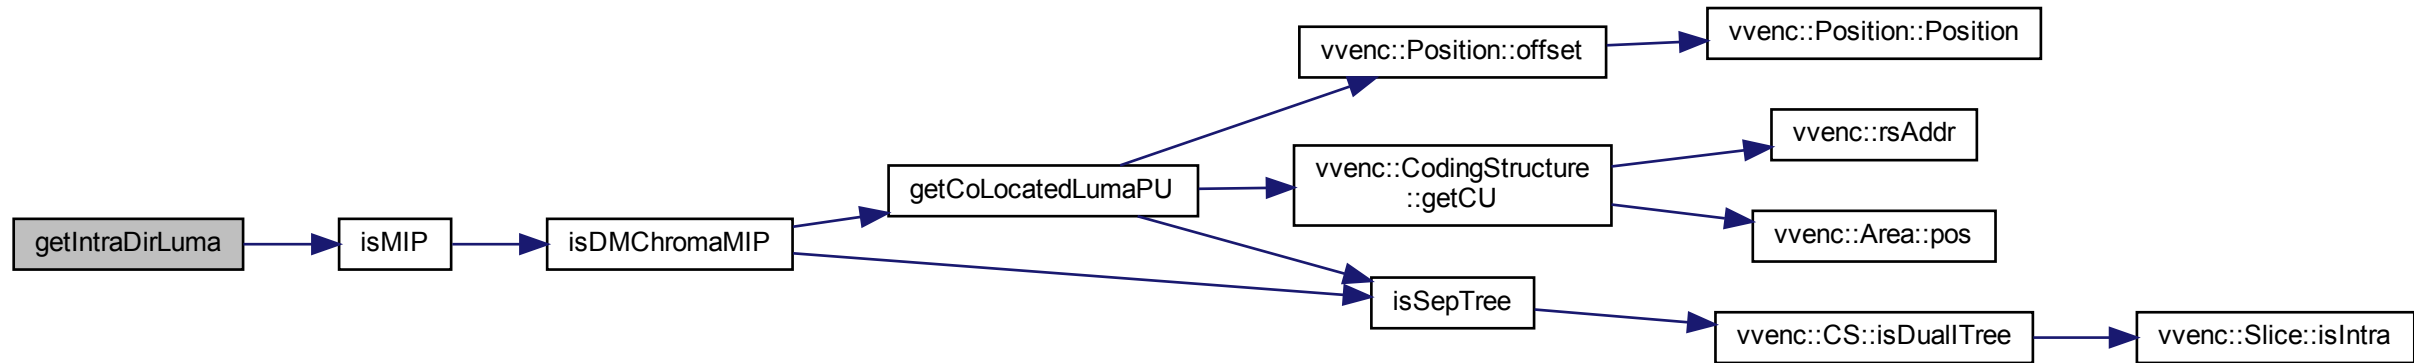 getIntraDirLuma
isMIP
isDMChromaMIP
getCoLocatedLumaPU
vvenc::Position::offset
vvenc::Position::Position
vvenc::CodingStructure
::getCU
vvenc::rsAddr
vvenc::Area::pos
isSepTree
vvenc::CS::isDualITree
vvenc::Slice::isIntra